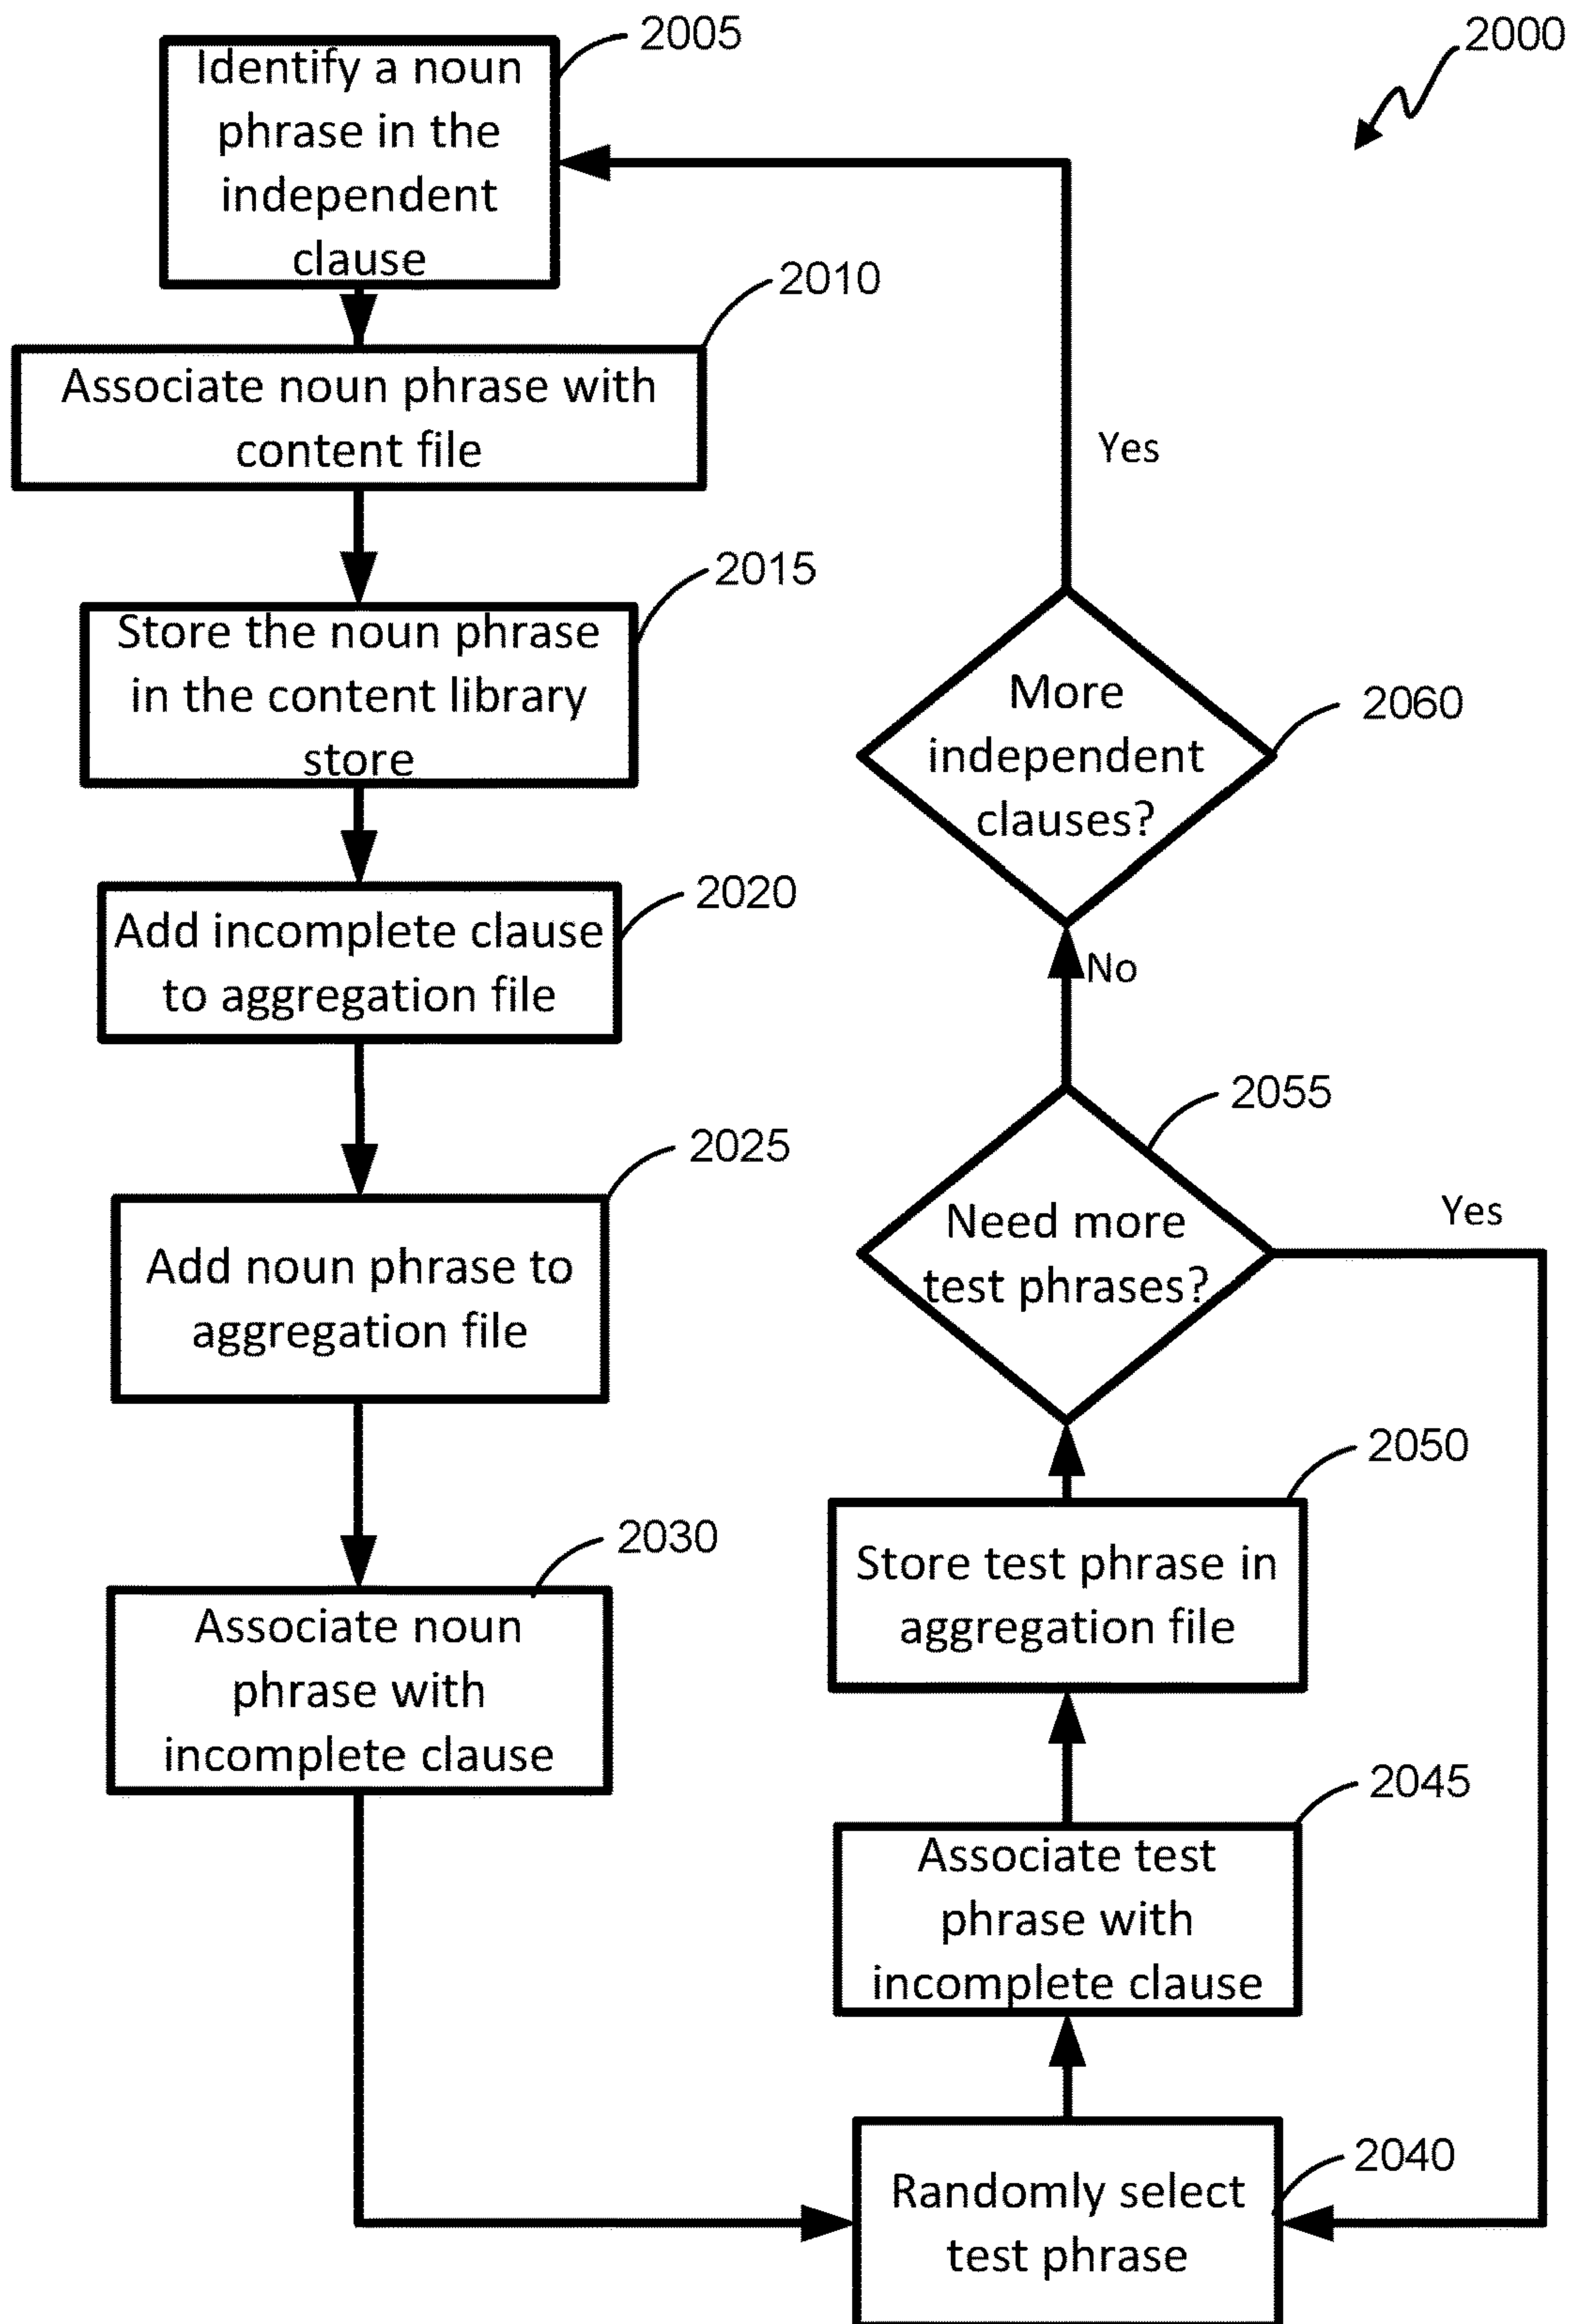 2005
2000
Identify a noun
phrase in the
independent
clause
2010
Associate noun phrase with
content file
2015
Store the noun phrase
in the content library
store
2020
Add incomplete clause
to aggregation file
2025
Add noun phrase to
aggregation file
2030
Associate noun
phrase with
incomplete clause
2040
Randomly select
test phrase
2045
Associate test
phrase with
incomplete clause
2050
Store test phrase in
aggregation file
2055
Need more
test phrases?
Yes
No
2060
More
independent
clauses?
Yes